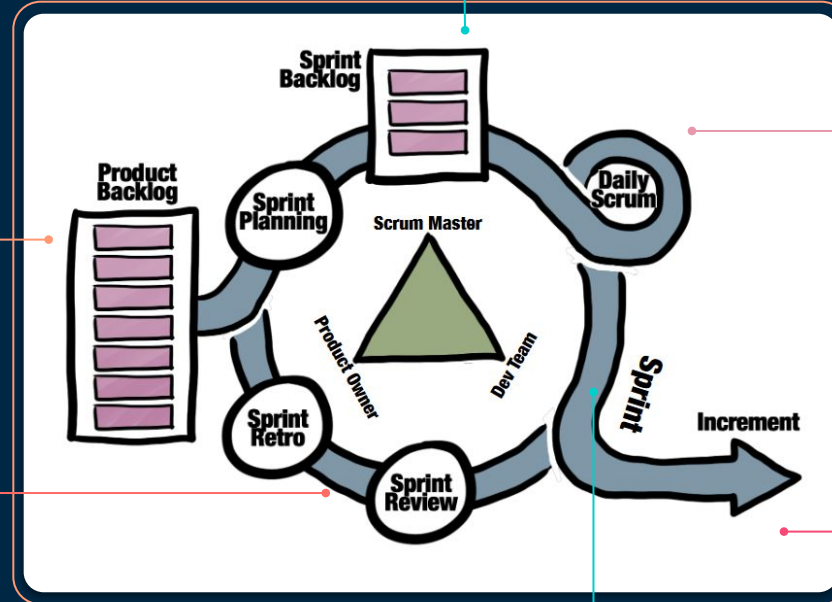 Sprint
Backlog
Product
Backlog
Sprint
Planning
Daily
Scrum
Scrum Master
Product Owner
Dev Team
Sprint
Increment
Sprint
Retro
Sprint
Review